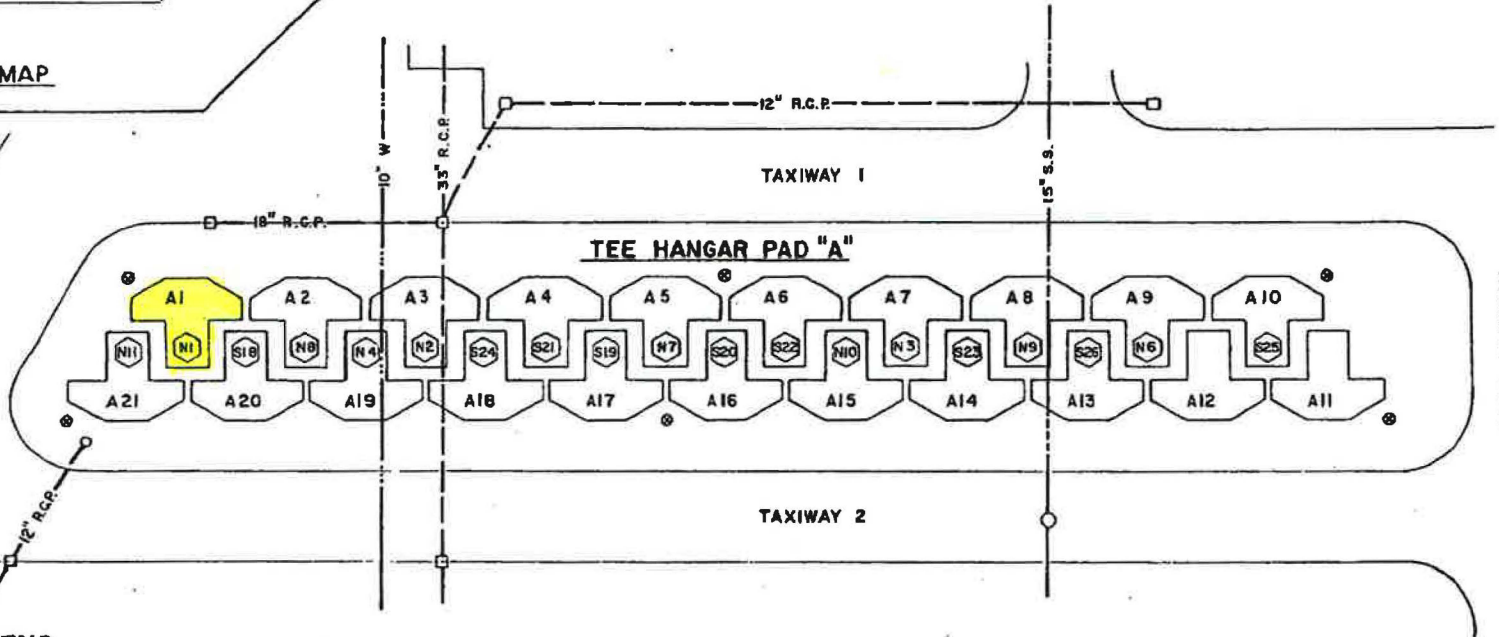 MAP
12" R.C.P.
10" W
33" R.C.P.
15" S.S.
TAXIWAY 1
18" R.C.P.
TEE HANGAR PAD "A"
A1 A2 A3 A4 A5 A6 A7 A8 A9 A10
N11 N1 S18 N8 N4 N2 S24 S21 S19 N7 S20 S22 N10 N3 S23 N9 S26 N6 S25
A21 A20 A19 A18 A17 A16 A15 A14 A13 A12 A11
12" R.C.P.
TAXIWAY 2